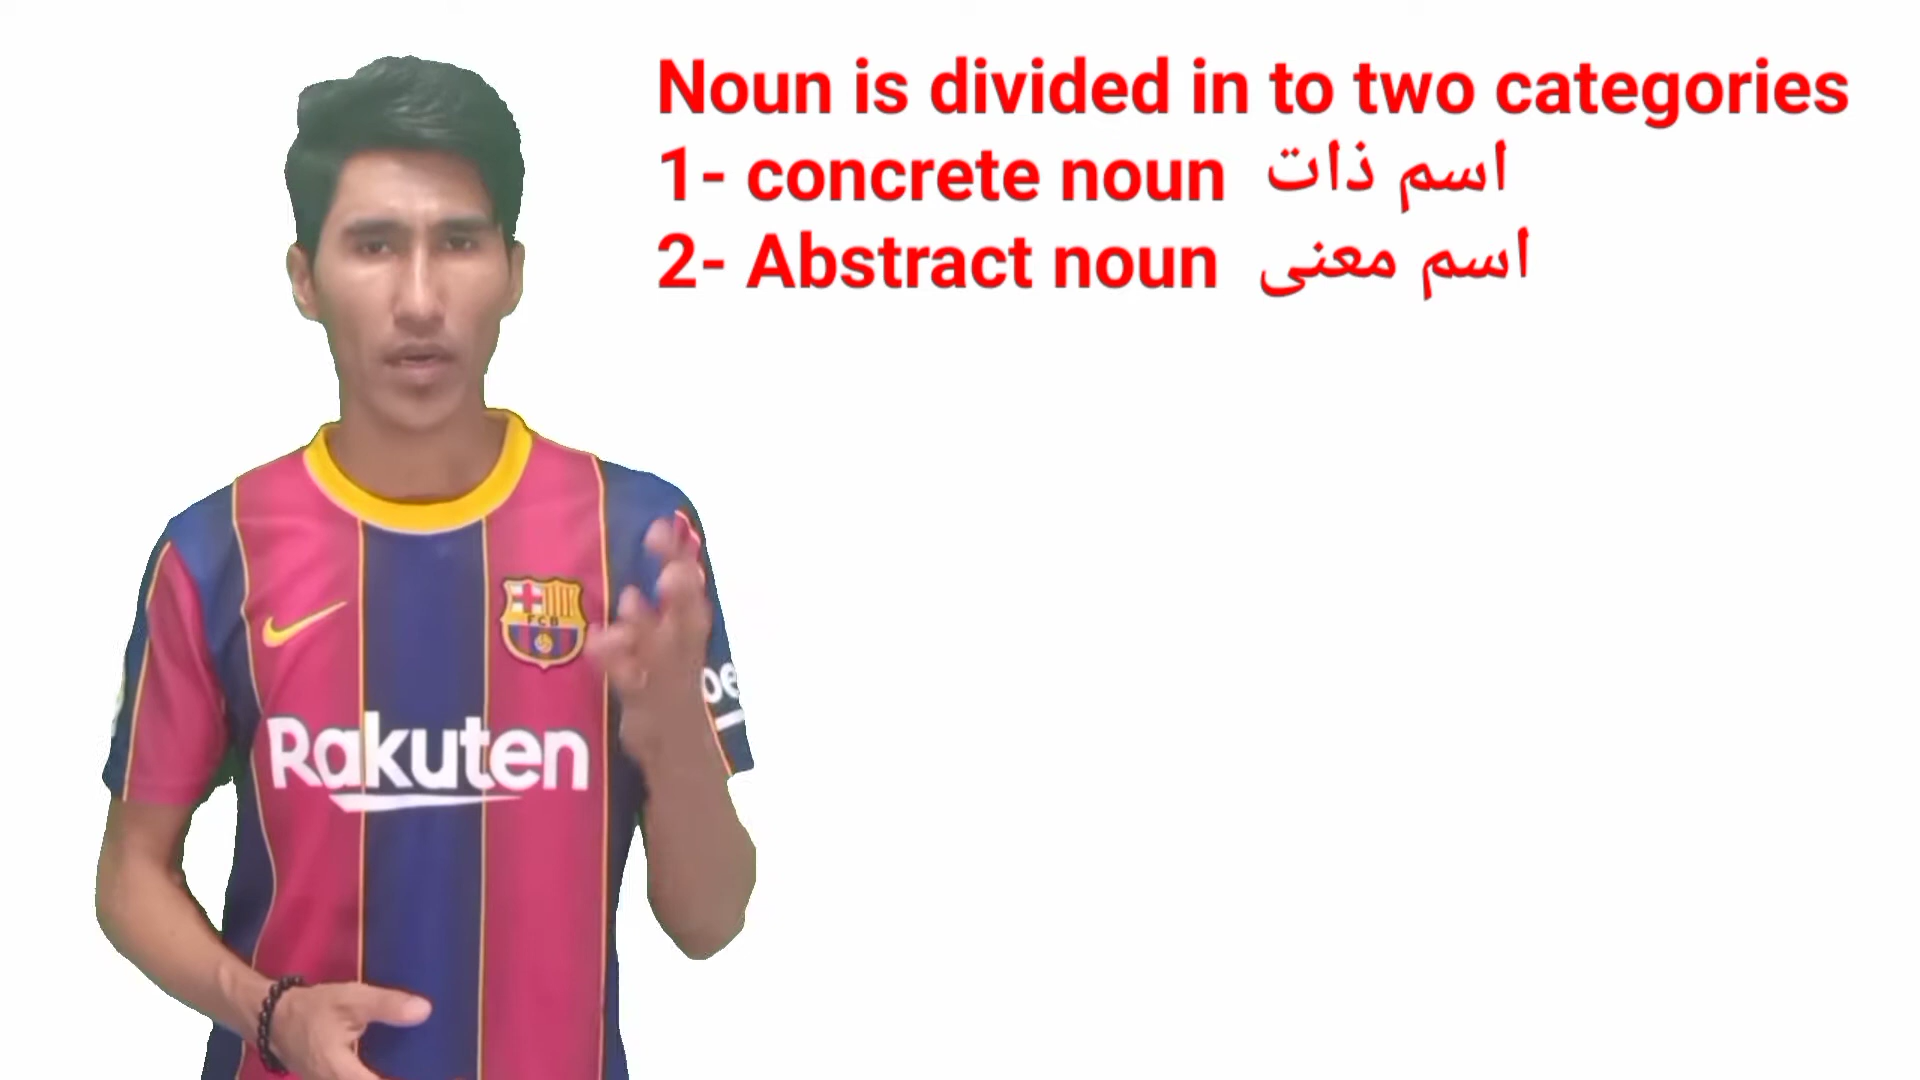 Noun is divided in to two categories
1- concrete noun اسم ذات
2- Abstract noun اسم معنی
FCB
Rakuten
be